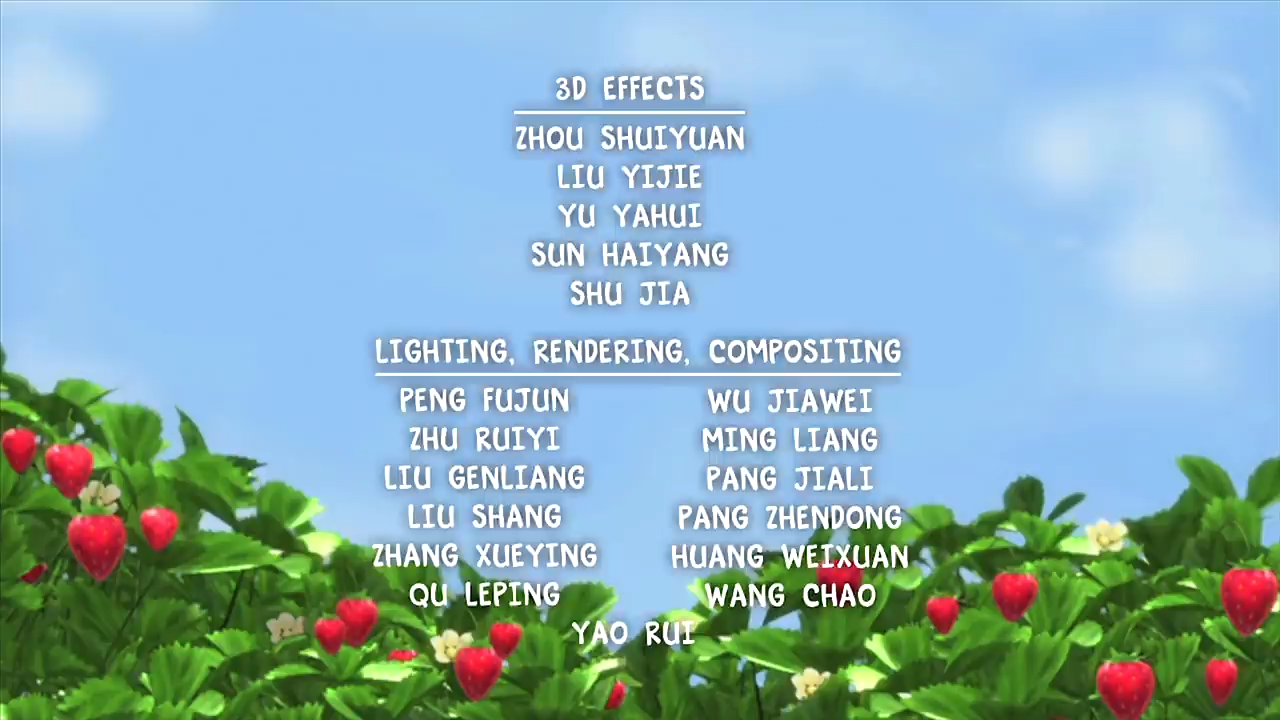 3D EFFECTS
ZHOU SHUIYUAN
LIU YIJIE
YU YAHUI
SUN HAIYANG
SHU JIA
LIGHTING, RENDERING, COMPOSITING
PENG FUJUN WU JIAWEI
ZHU RUIYI MING LIANG
LIU GENLIANG PANG JIALI
LIU SHANG PANG ZHENDONG
ZHANG XUEYING HUANG WEIXUAN
QU LEPING WANG CHAO
YAO RUI